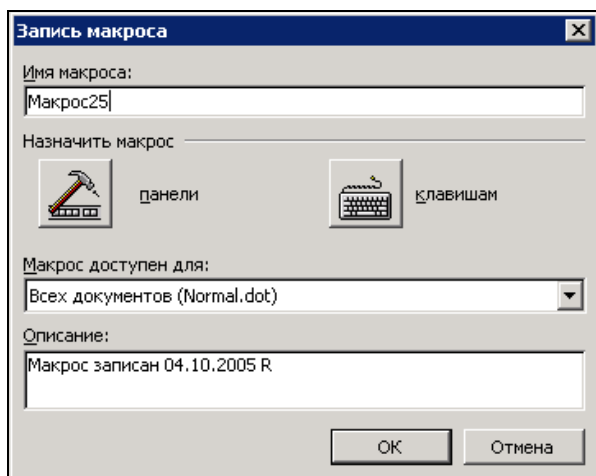 Запись макроса
Имя макроса:
Макрос25
Назначить макрос
панели
клавишам
Макрос доступен для:
Всех документов (Normal.dot)
Описание:
Макрос записан 04.10.2005 R
ОК
Отмена